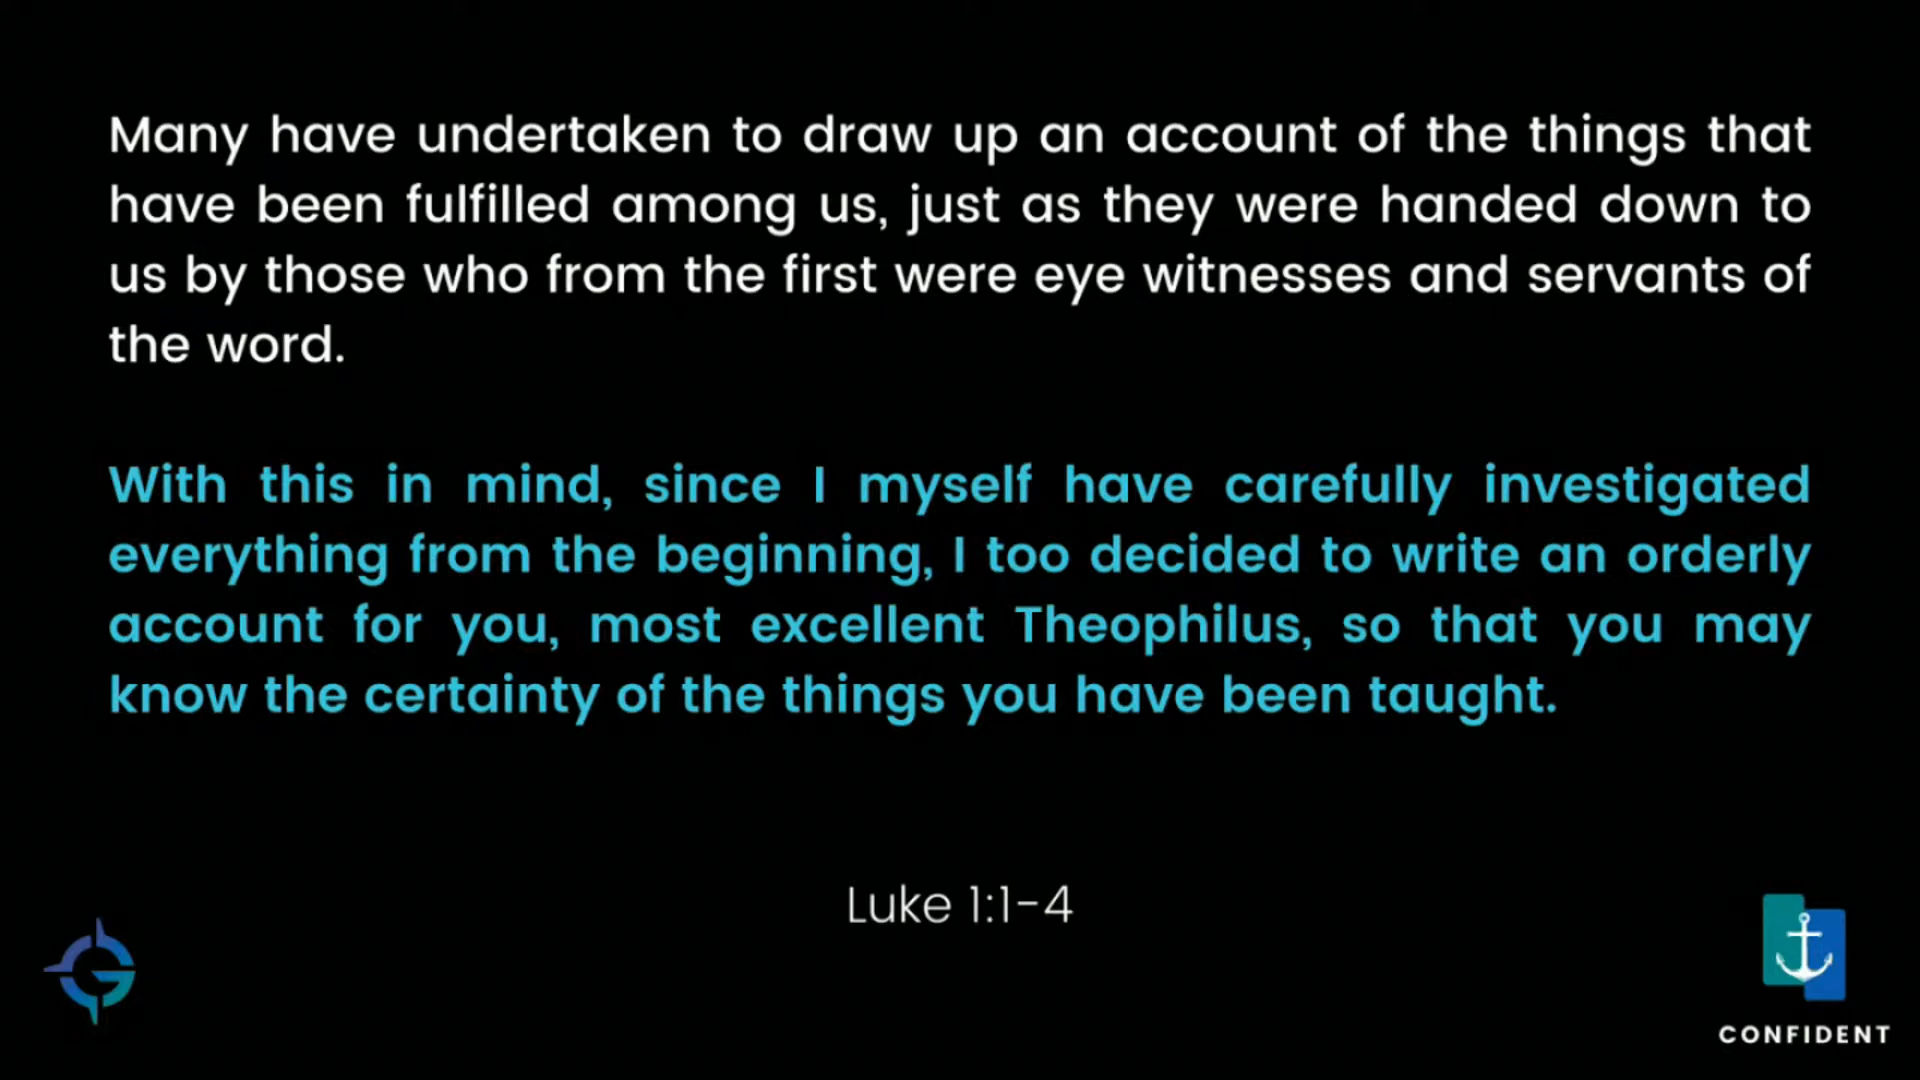 Many have undertaken to draw up an account of the things that
have been fulfilled among us, just as they were handed down to
us by those who from the first were eye witnesses and servants of
the word.
With this in mind, since I myself have carefully investigated
everything from the beginning, I too decided to write an orderly
account for you, most excellent Theophilus, so that you may
know the certainty of the things you have been taught.
Luke 1:1-4
CONFIDENT